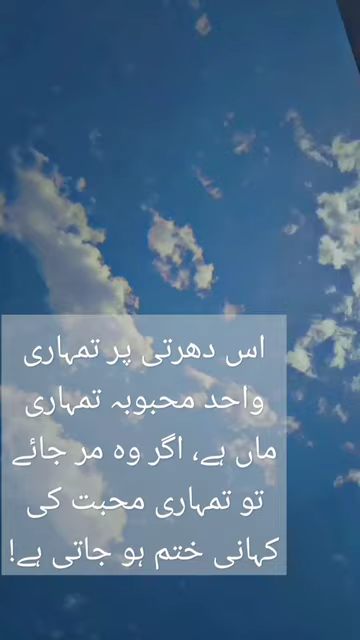 اس دھرتی پر تمہاری
واحد محبوبہ تمہاری
ماں ہے، اگر وہ مر جائے
تو تمہاری محبت کی
کہانی ختم ہو جاتی ہے!